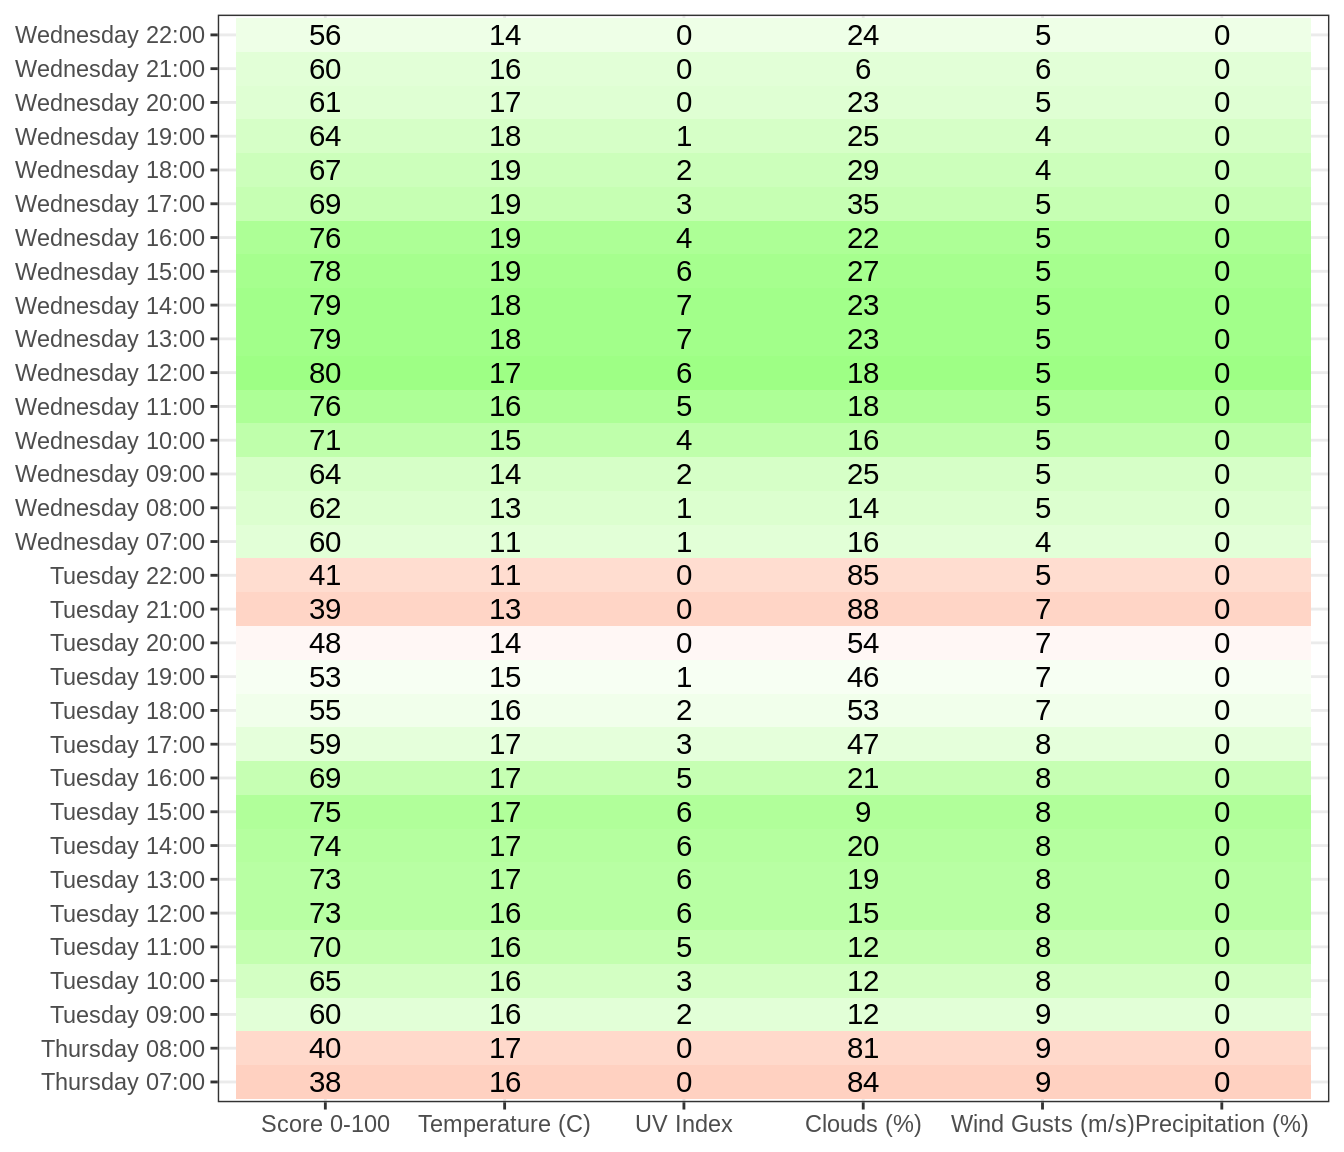 Wednesday 22:00 56 14 0 24 5 0
Wednesday 21:00 60 16 0 6 6 0
Wednesday 20:00 61 17 0 23 5 0
Wednesday 19:00 64 18 1 25 4 0
Wednesday 18:00 67 19 2 29 4 0
Wednesday 17:00 69 19 3 35 5 0
Wednesday 16:00 76 19 4 22 5 0
Wednesday 15:00 78 19 6 27 5 0
Wednesday 14:00 79 18 7 23 5 0
Wednesday 13:00 79 18 7 23 5 0
Wednesday 12:00 80 17 6 18 5 0
Wednesday 11:00 76 16 5 18 5 0
Wednesday 10:00 71 15 4 16 5 0
Wednesday 09:00 64 14 2 25 5 0
Wednesday 08:00 62 13 1 14 5 0
Wednesday 07:00 60 11 1 16 4 0
Tuesday 22:00 41 11 0 85 5 0
Tuesday 21:00 39 13 0 88 7 0
Tuesday 20:00 48 14 0 54 7 0
Tuesday 19:00 53 15 1 46 7 0
Tuesday 18:00 55 16 2 53 7 0
Tuesday 17:00 59 17 3 47 8 0
Tuesday 16:00 69 17 5 21 8 0
Tuesday 15:00 75 17 6 9 8 0
Tuesday 14:00 74 17 6 20 8 0
Tuesday 13:00 73 17 6 19 8 0
Tuesday 12:00 73 16 6 15 8 0
Tuesday 11:00 70 16 5 12 8 0
Tuesday 10:00 65 16 3 12 8 0
Tuesday 09:00 60 16 2 12 9 0
Thursday 08:00 40 17 0 81 9 0
Thursday 07:00 38 16 0 84 9 0
Score 0-100 Temperature (C) UV Index Clouds (%) Wind Gusts (m/s) Precipitation (%)